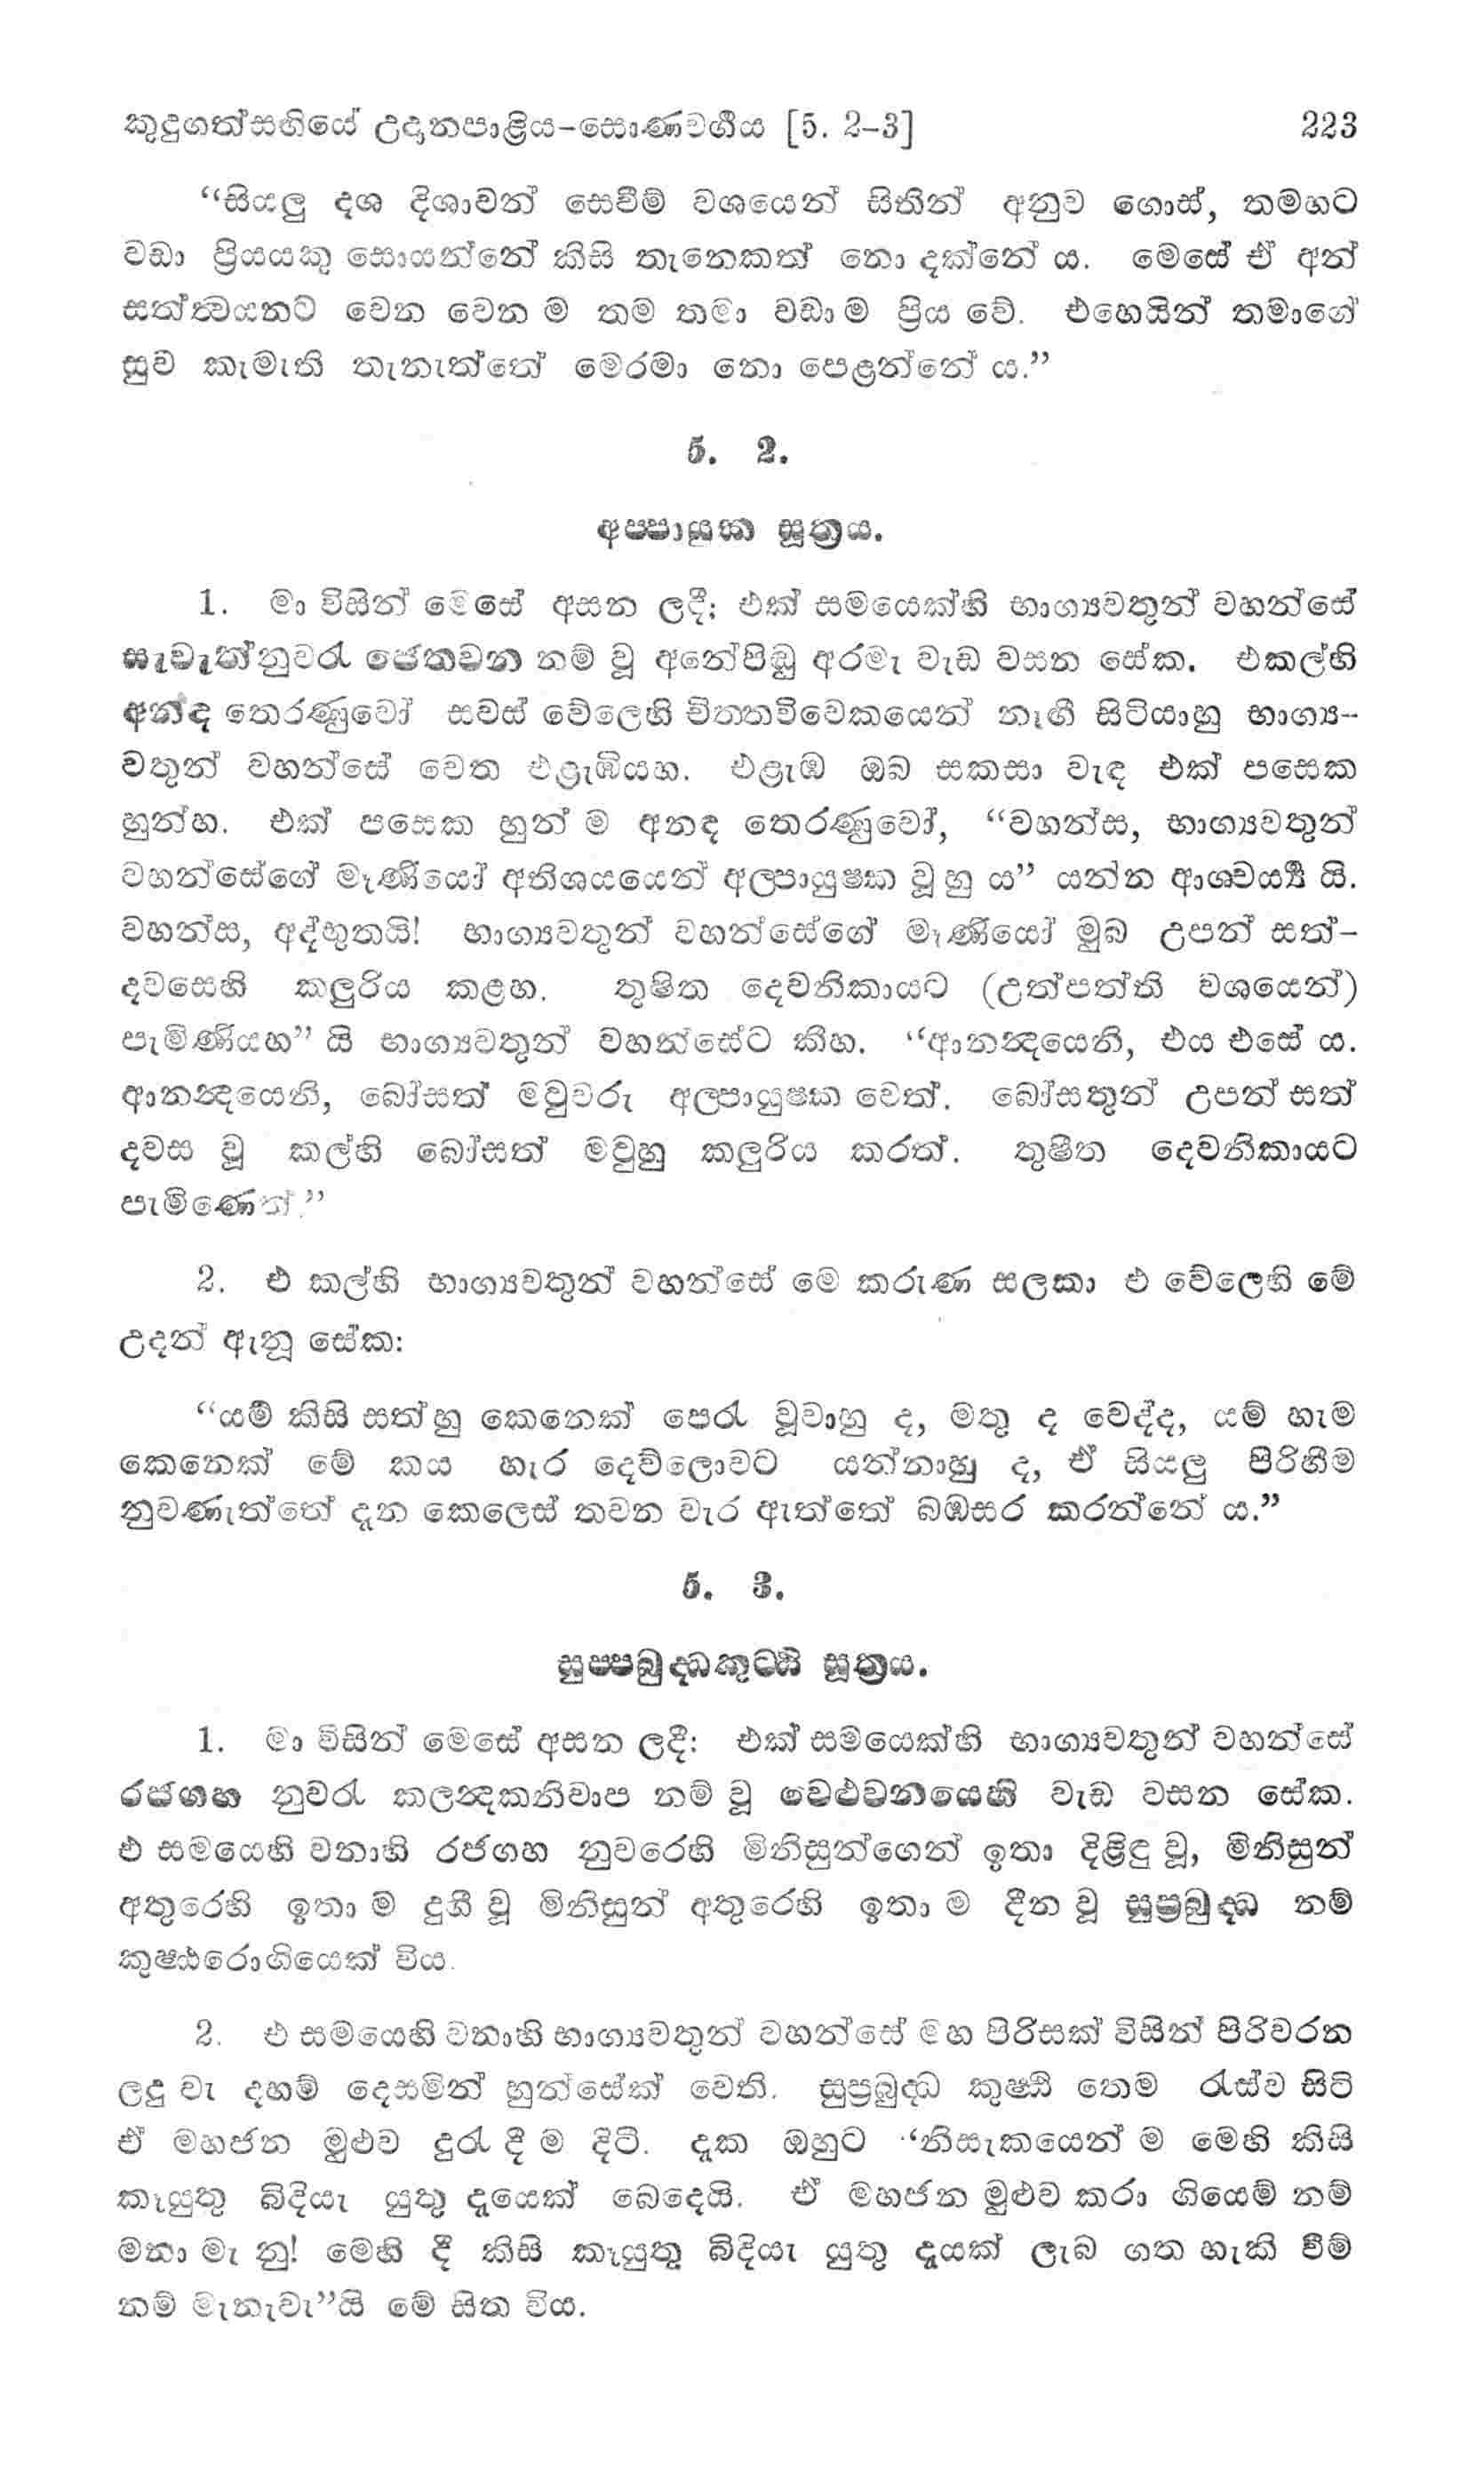 කුදුගත්සඟියේ උදානපාළිය-සොණවර්‍ගය [5. 2-3] 223
“සියලු දශ දිශාවන් සෙවීම් වශයෙන් සිතින් අනුව ගොස්, තමහට
වඩා ප්‍රියයකු සොයන්නේ කිසි තැනෙකත් නො දක්නේ ය. මෙසේ ඒ අන්
සත්ත්‍වයනට වෙන වෙන ම තම තමා වඩා ම ප්‍රිය වේ. එහෙයින් තමාගේ
සුව කැමැති තැනැත්තේ මෙරමා නො පෙළන්නේ ය.”
5. 2.
අප්පායුක සූත්‍රය.
1. මා විසින් මෙසේ අසන ලදී; එක් සමයෙක්හි භාග්‍යවතුන් වහන්සේ
සැවැත්නුවරැ ජෙතවන නම් වූ අනේපිඬු අරමැ වැඩ වසන සේක. එකල්හි
අනඳ තෙරණුවෝ සවස් වේලෙහි චිත්තවිවෙකයෙන් නැඟී සිටියාහු භාග්‍ය-
වතුන් වහන්සේ වෙත එළැඹියහ. එළැඹ ඔබ සකසා වැඳ එක් පසෙක
හුන්හ. එක් පසෙක හුන් ම අනඳ තෙරණුවෝ, “වහන්ස, භාග්‍යවතුන්
වහන්සේගේ මෑණියෝ අතිශයයෙන් අල්පායුෂ්ක වූ හු ය” යන්න ආශ්චර්‍ය්‍ය යි.
වහන්ස, අද්භුතයි! භාග්‍යවතුන් වහන්සේගේ මෑණියෝ මුබ උපන් සත්-
දවසෙහි කලුරිය කළහ. තුෂිත දෙවනිකායට (උත්පත්ති වශයෙන්)
පැමිණියහ” යි භාග්‍යවතුන් වහන්සේට කීහ. “ආනන්‍දයෙනි, එය එසේ ය.
ආනන්‍දයෙනි, බෝසත් මවුවරු අල්පායුෂ්ක වෙත්. බෝසතුන් උපන් සත්
දවස වූ කල්හි බෝසත් මවුහු කලුරිය කරත්. තුෂිත දෙවනිකායට
පැමිණෙත්.”
2. එ කල්හි භාග්‍යවතුන් වහන්සේ මෙ කරුණ සලකා එ වේලෙහි මේ
උදන් ඇනූ සේක:
“යම් කිසි සත්හු කෙනෙක් පෙරැ වූවාහු ද, මතු ද වෙද්ද, යම් හැම
කෙනෙක් මේ කය හැර දෙව්ලොවට යන්නාහු ද, ඒ සියලු පිරිහීම
නුවණැත්තේ දැන කෙලෙස් තවන වැර ඇත්තේ බඹසර කරන්නේ ය.”
5. 3.
සුප්පබුද්ධකුට්ඨි සූත්‍රය.
1. මා විසින් මෙසේ අසන ලදී: එක් සමයෙක්හි භාග්‍යවතුන් වහන්සේ
රජගහ නුවරැ කලන්‍දකනිවාප නම් වූ වෙළුවනයෙහි වැඩ වසන සේක.
එ සමයෙහි වනාහි රජගහ නුවරෙහි මිනිසුන්ගෙන් ඉතා දිළිඳු වූ, මිනිසුන්
අතුරෙහි ඉතා ම දුගී වූ මිනිසුන් අතුරෙහි ඉතා ම දීන වූ සුප්‍රබුද්ධ නම්
කුෂ්ඨරොගියෙක් විය.
2. එ සමයෙහි වනාහි භාග්‍යවතුන් වහන්සේ මහ පිරිසක් විසින් පිරිවරන
ලදු වැ දහම් දෙසමින් හුන්සේක් වෙති. සුප්‍රබුද්ධ කුෂ්ඨි තෙම රැස්ව සිටි
ඒ මහජන මුළුව දුරැ දී ම දිටි. දැක ඔහුට “නිසැකයෙන් ම මෙහි කිසි
කෑයුතු බිදියැ යුතු දැයෙක් බෙදෙයි. ඒ මහජන මුළුව කරා ගියෙම් නම්
මනා මැ නු! මෙහි දී කිසි කෑයුතු බිදියැ යුතු දැයක් ලැබ ගත හැකි වීම්
නම් මැනැවැ”යි මේ සිත විය.